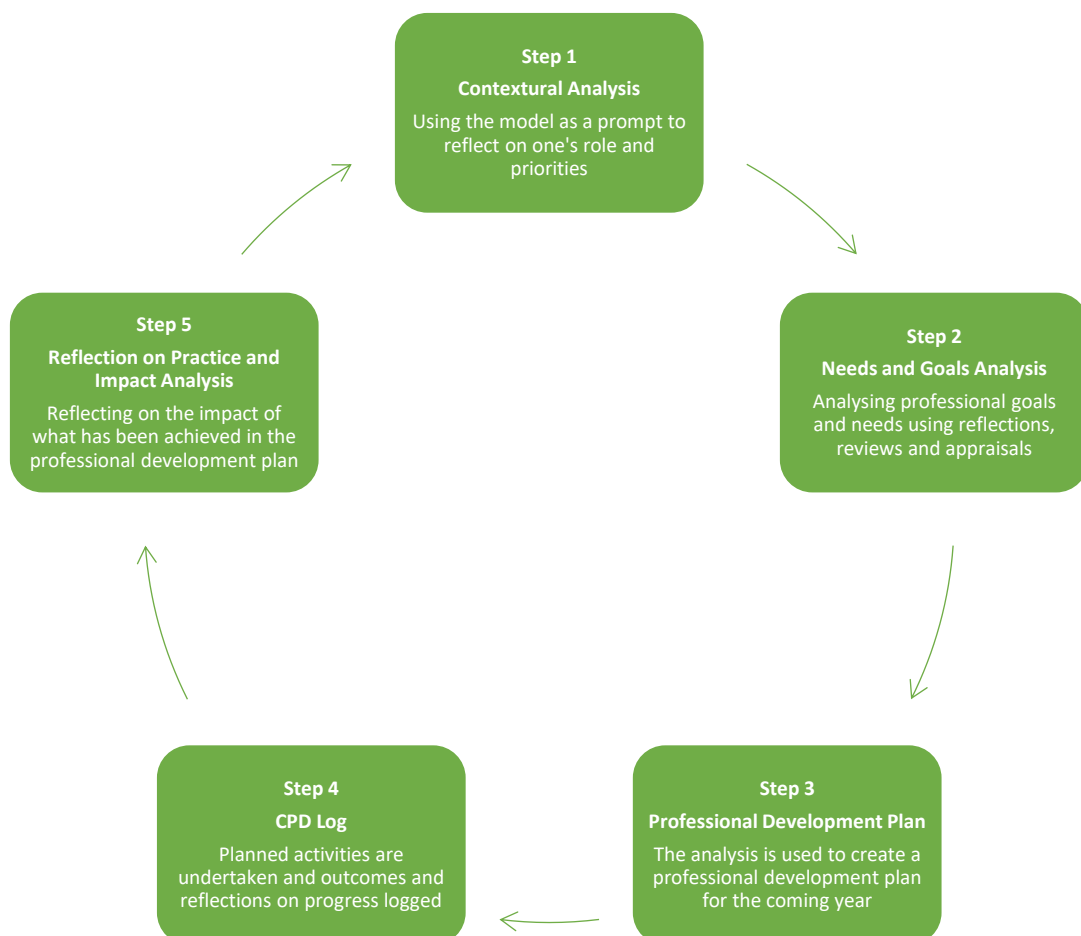 Step 1
Contextural Analysis
Using the model as a prompt to
reflect on one's role and
priorities
Step 2
Needs and Goals Analysis
Analysing professional goals
and needs using reflections,
reviews and appraisals
Step 3
Professional Development Plan
The analysis is used to create a
professional development plan
for the coming year
Step 4
CPD Log
Planned activities are
undertaken and outcomes and
reflections on progress logged
Step 5
Reflection on Practice and
Impact Analysis
Reflecting on the impact of
what has been achieved in the
professional development plan